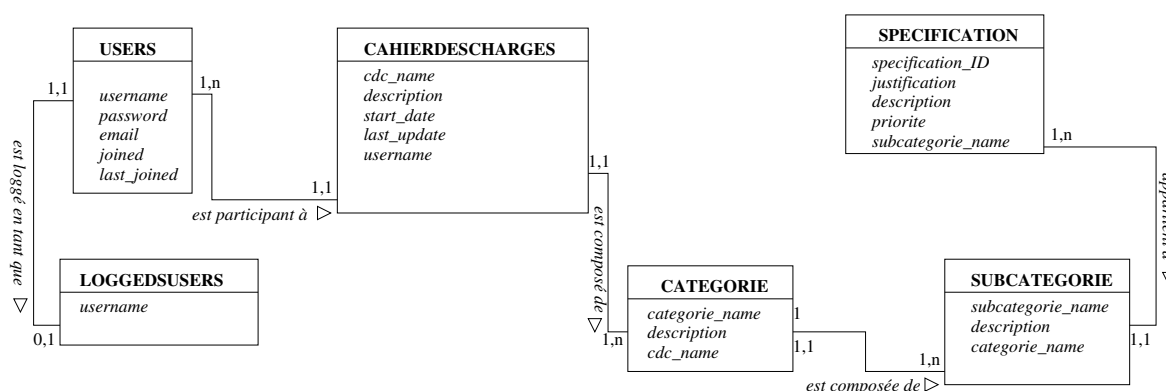 USERS
username
password
email
joined
last_joined
1,1
1,n
est loggé en tant que
LOGGEDSUSERS
username
0,1
CAHIERDESCHARGES
cdc_name
description
start_date
last_update
username
1,1
est participant à
1,1
est composé de
1,n
CATEGORIE
categorie_name
description
cdc_name
1
1,1
est composée de
1,n
SPECIFICATION
specification_ID
justification
description
priorite
subcategorie_name
1,n
appartient à
SUBCATEGORIE
subcategorie_name
description
categorie_name
1,1